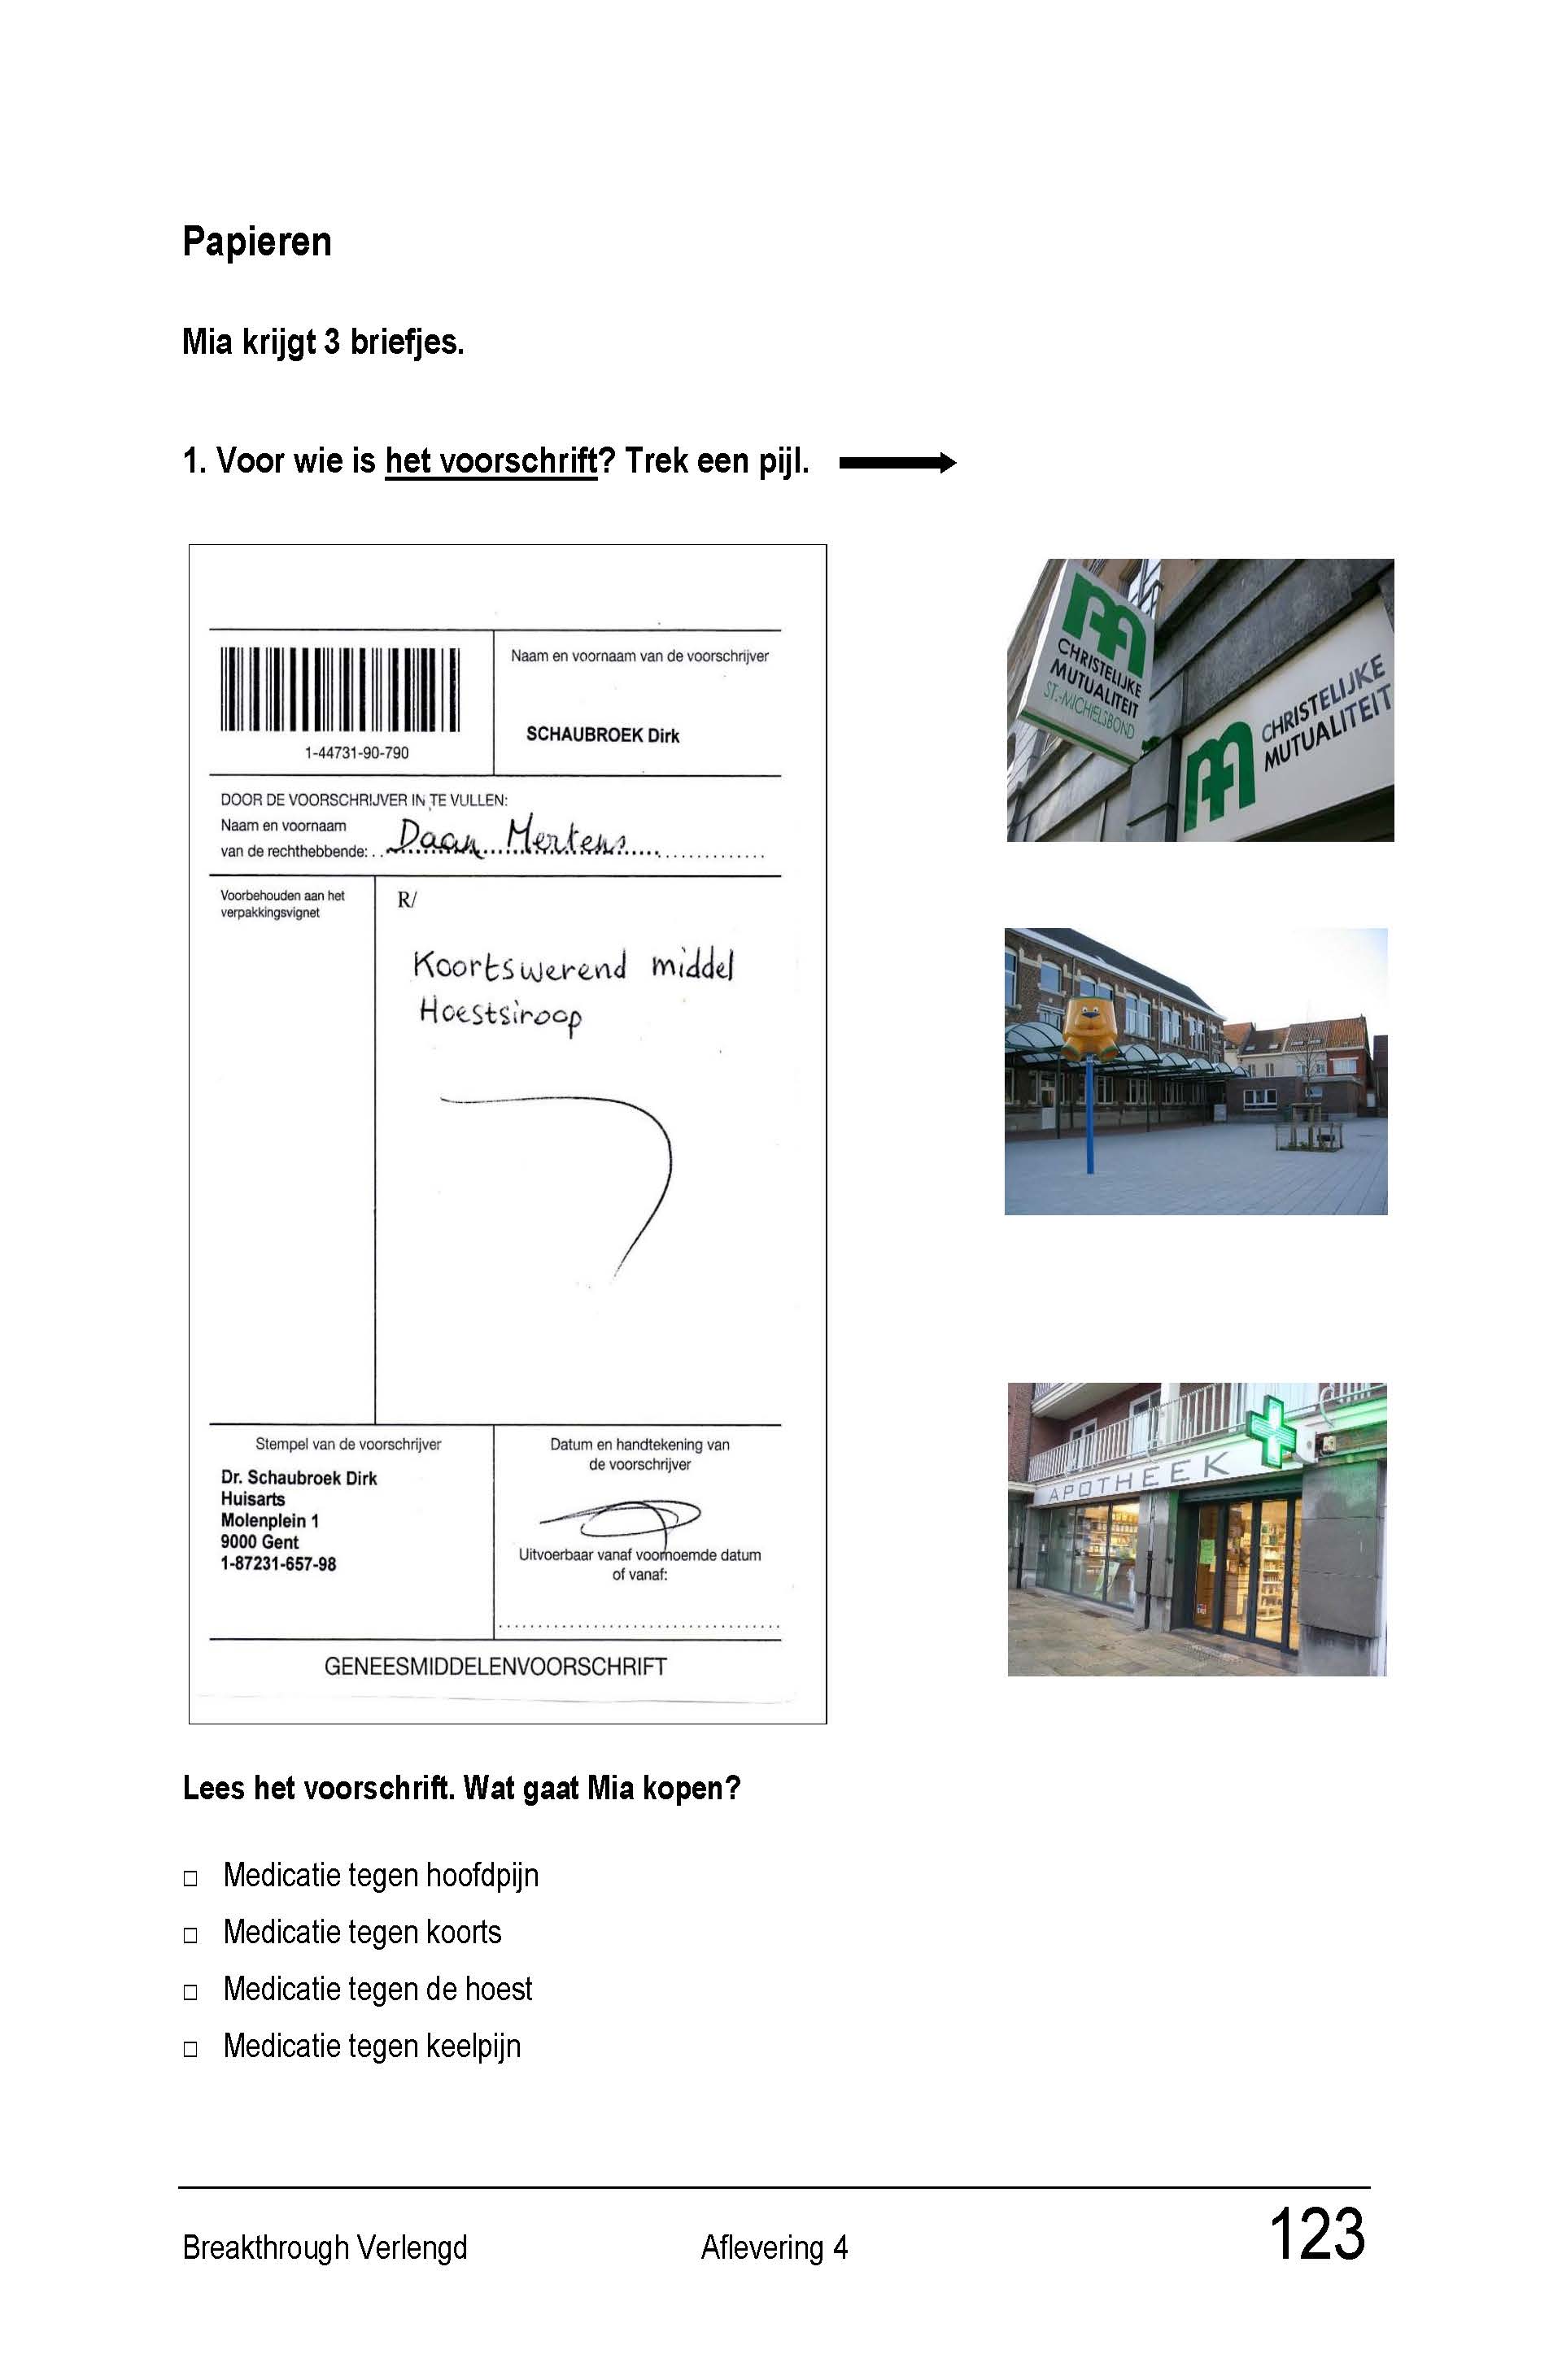 Papieren
Mia krijgt 3 briefjes.
1. Voor wie is het voorschrift? Trek een pijl.
1-44731-90-790
Naam en voornaam van de voorschrijver
SCHAUBROEK Dirk
DOOR DE VOORSCHRIJVER IN TE VULLEN:
Naam en voornaam
van de rechthebbende: Daan Mertens
Voorbehouden aan het
verpakkingsvignet
R/
Koortswerend middel
Hoestsiroop
Stempel van de voorschrijver
Dr. Schaubroek Dirk
Huisarts
Molenplein 1
9000 Gent
1-87231-657-98
Datum en handtekening van
de voorschrijver
Uitvoerbaar vanaf voornoemde datum
of vanaf:
GENEESMIDDELENVOORSCHRIFT
CHRISTELIJKE
MUTUALITEIT
ST.-MICHIELSBOND
CHRISTELIJKE
MUTUALITEIT
APOTHEEK
Lees het voorschrift. Wat gaat Mia kopen?
□ Medicatie tegen hoofdpijn
□ Medicatie tegen koorts
□ Medicatie tegen de hoest
□ Medicatie tegen keelpijn
Breakthrough Verlengd Aflevering 4 123